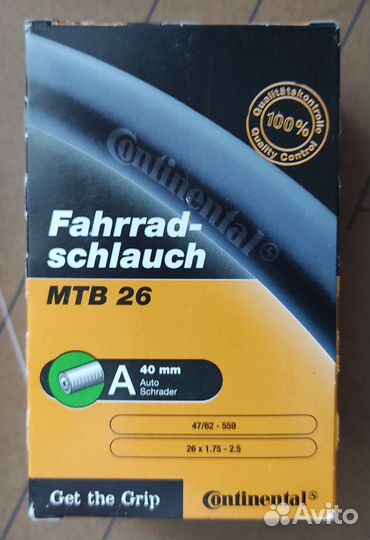 Qualitätskontrolle
100%
Quality Control
Continental
Fahrrad-
schlauch
MTB 26
A
40 mm
Auto
Schrader
47/62 - 559
26 x 1.75 - 2.5
Get the Grip
Continental
Avito